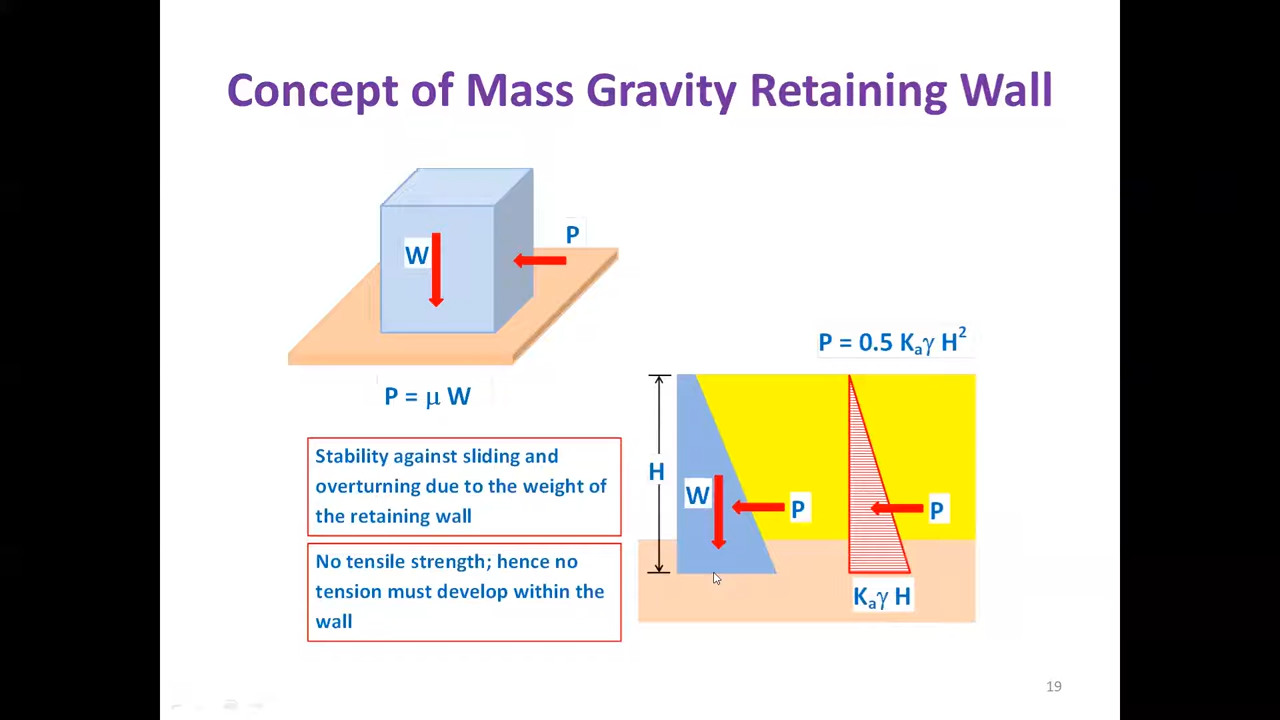 Concept of Mass Gravity Retaining Wall
W
P
P = μ W
Stability against sliding and
overturning due to the weight of
the retaining wall
No tensile strength; hence no
tension must develop within the
wall
P = 0.5 Kₐγ H²
H
W
P
P
Kₐγ H
19